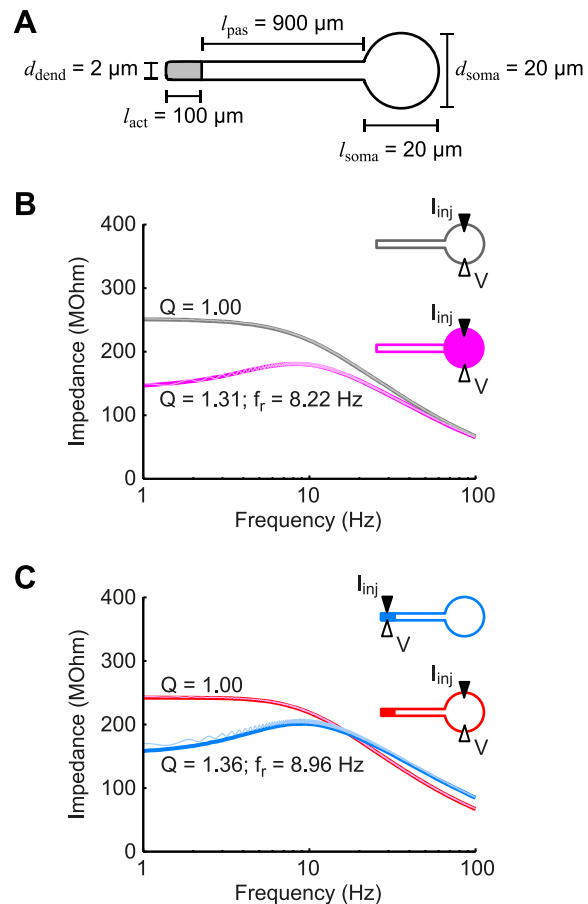 A
l_pas = 900 µm
d_dend = 2 µm
d_soma = 20 µm
l_act = 100 µm
l_soma = 20 µm
B
400
300
200
100
0
Impedance (MOhm)
Q = 1.00
Q = 1.31; f_r = 8.22 Hz
I_inj
V
I_inj
V
1
10
100
Frequency (Hz)
C
400
300
200
100
0
Impedance (MOhm)
Q = 1.00
Q = 1.36; f_r = 8.96 Hz
I_inj
V
I_inj
V
1
10
100
Frequency (Hz)